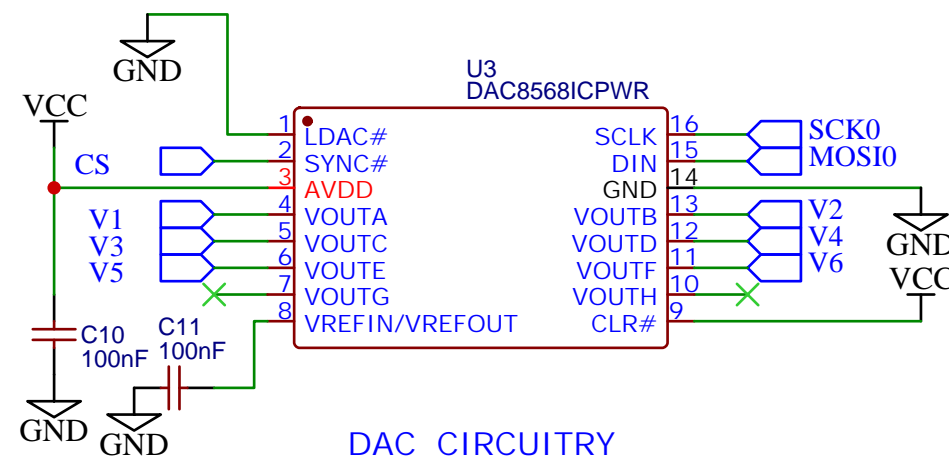 GND
U3
DAC8568ICPWR
VCC
1 LDAC# SCLK 16 SCK0
CS 2 SYNC# DIN 15 MOSI0
3 AVDD GND 14
V1 4 VOUTA VOUTB 13 V2
V3 5 VOUTC VOUTD 12 V4
GND
V5 6 VOUTE VOUTF 11 V6
VCC
7 VOUTG VOUTH 10
8 VREFIN/VREFOUT CLR# 9
C10
100nF
C11
100nF
GND
GND
DAC CIRCUITRY